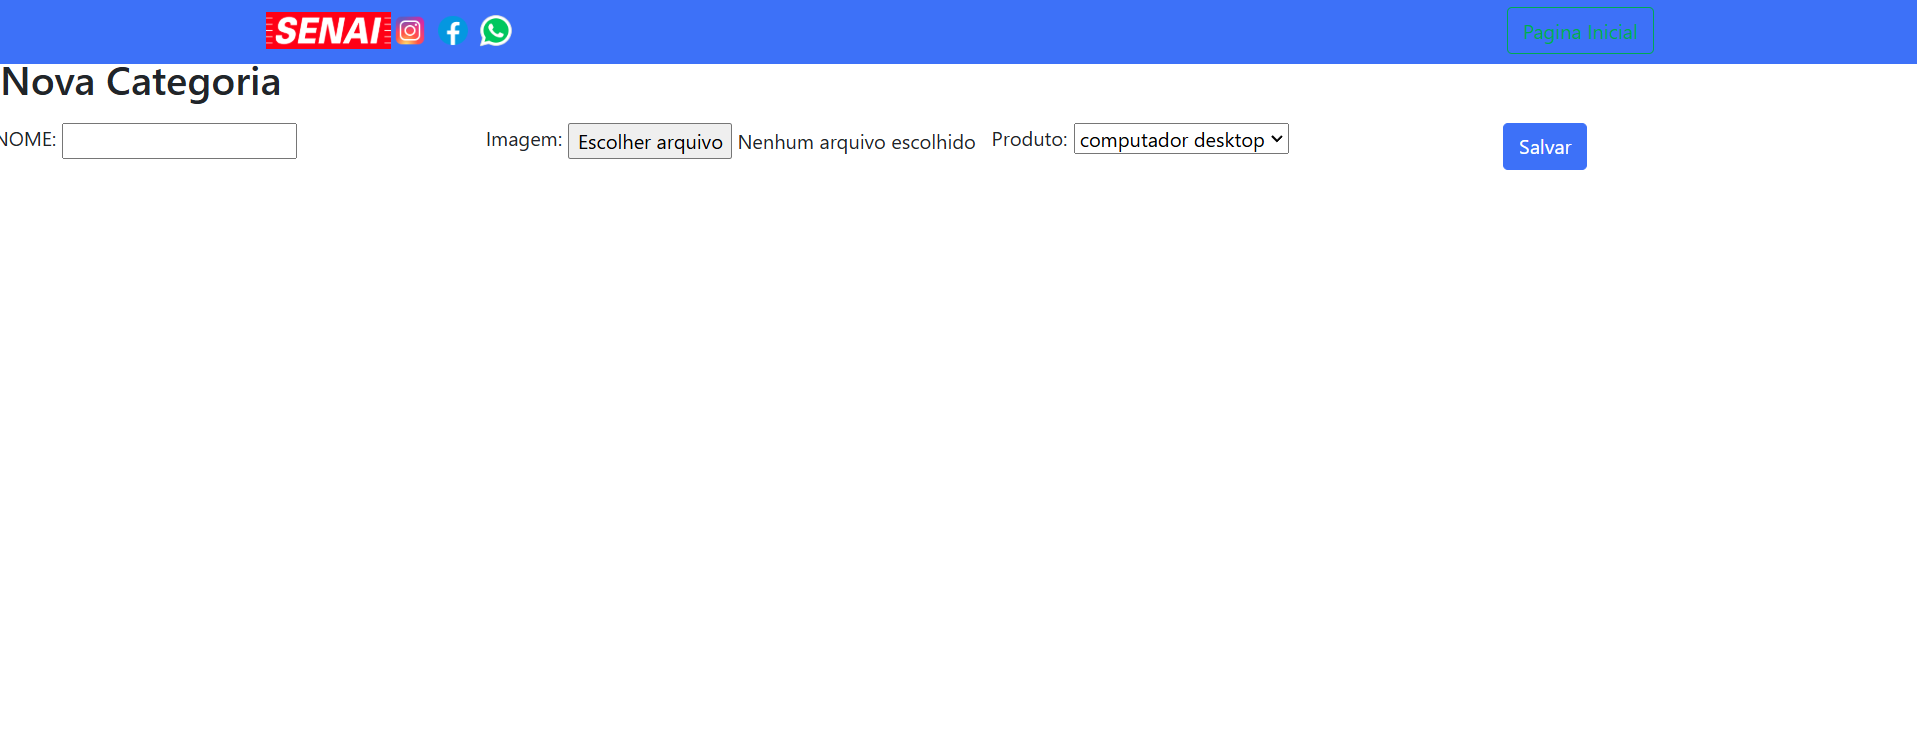 SENAI Pagina Inicial
Nova Categoria
NOME: Imagem: Escolher arquivo Nenhum arquivo escolhido Produto: computador desktop Salvar